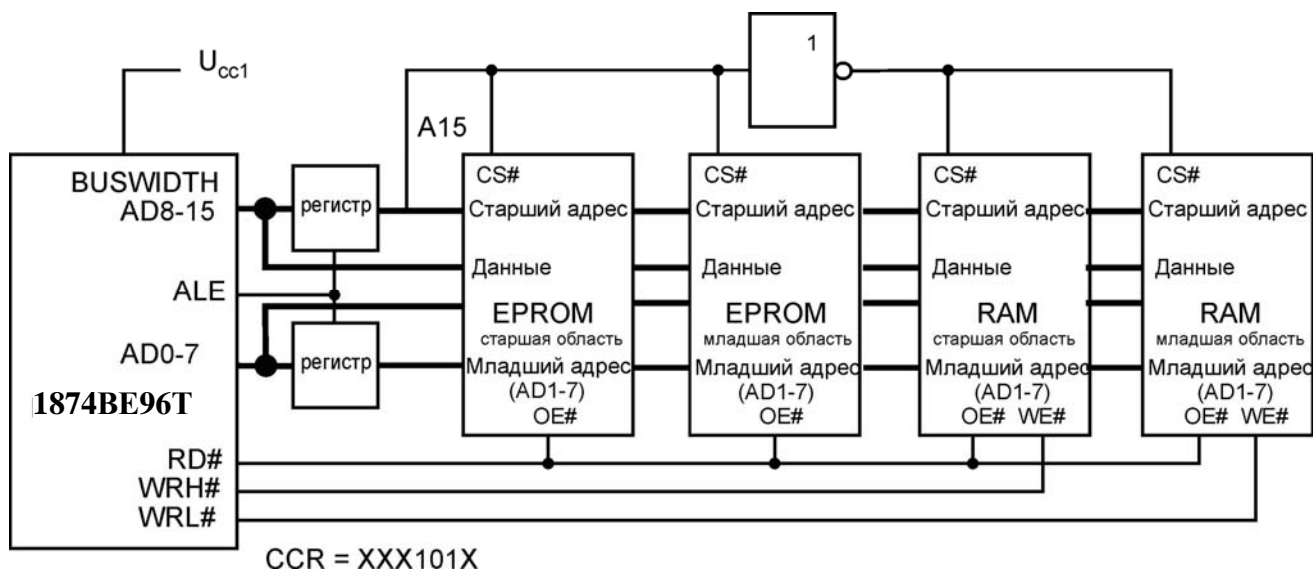 U cc1
1
A15
BUSWIDTH
AD8-15
ALE
AD0-7
1874ВЕ96Т
RD#
WRH#
WRL#
регистр
регистр
CS#
Старший адрес
Данные
EPROM
старшая область
Младший адрес
(AD1-7)
OE#
CS#
Старший адрес
Данные
EPROM
младшая область
Младший адрес
(AD1-7)
OE#
CS#
Старший адрес
Данные
RAM
старшая область
Младший адрес
(AD1-7)
OE# WE#
CS#
Старший адрес
Данные
RAM
младшая область
Младший адрес
(AD1-7)
OE# WE#
CCR = XXX101X